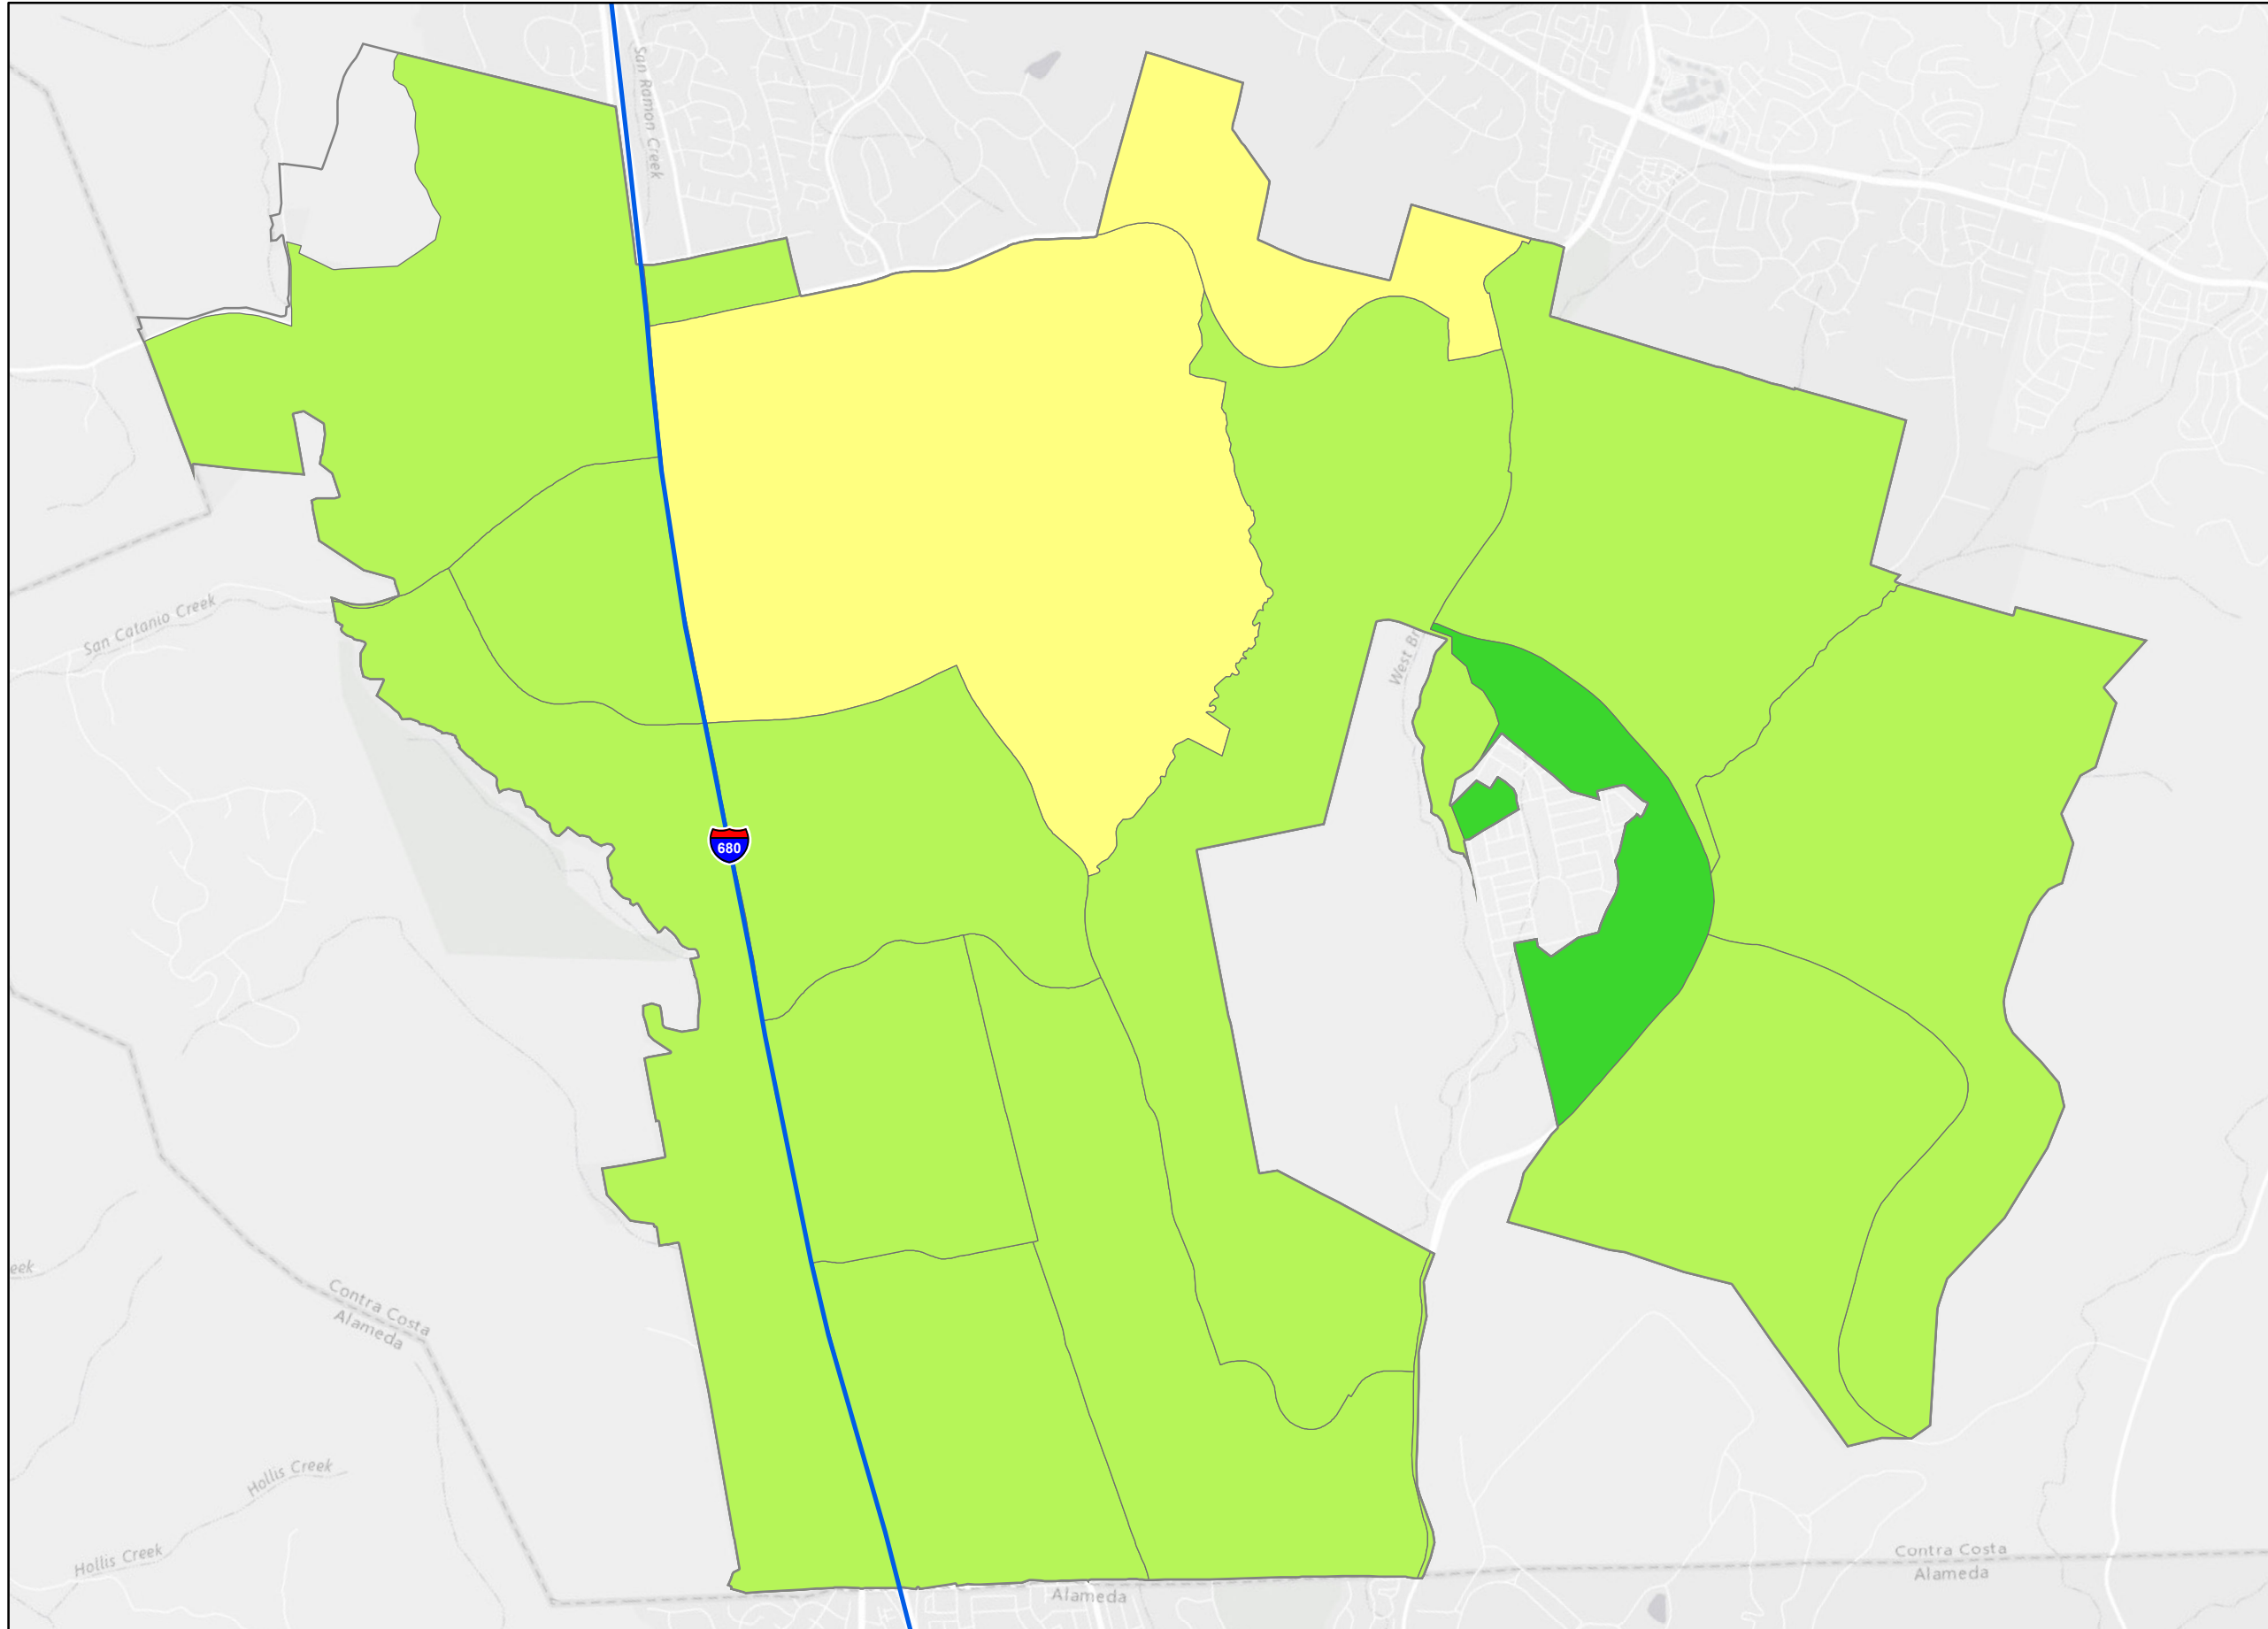 San Ramon Creek
San Catanio Creek
West Br
680
eek
Contra Costa
Alameda
Hollis Creek
Hollis Creek
Contra Costa
Alameda
Alameda